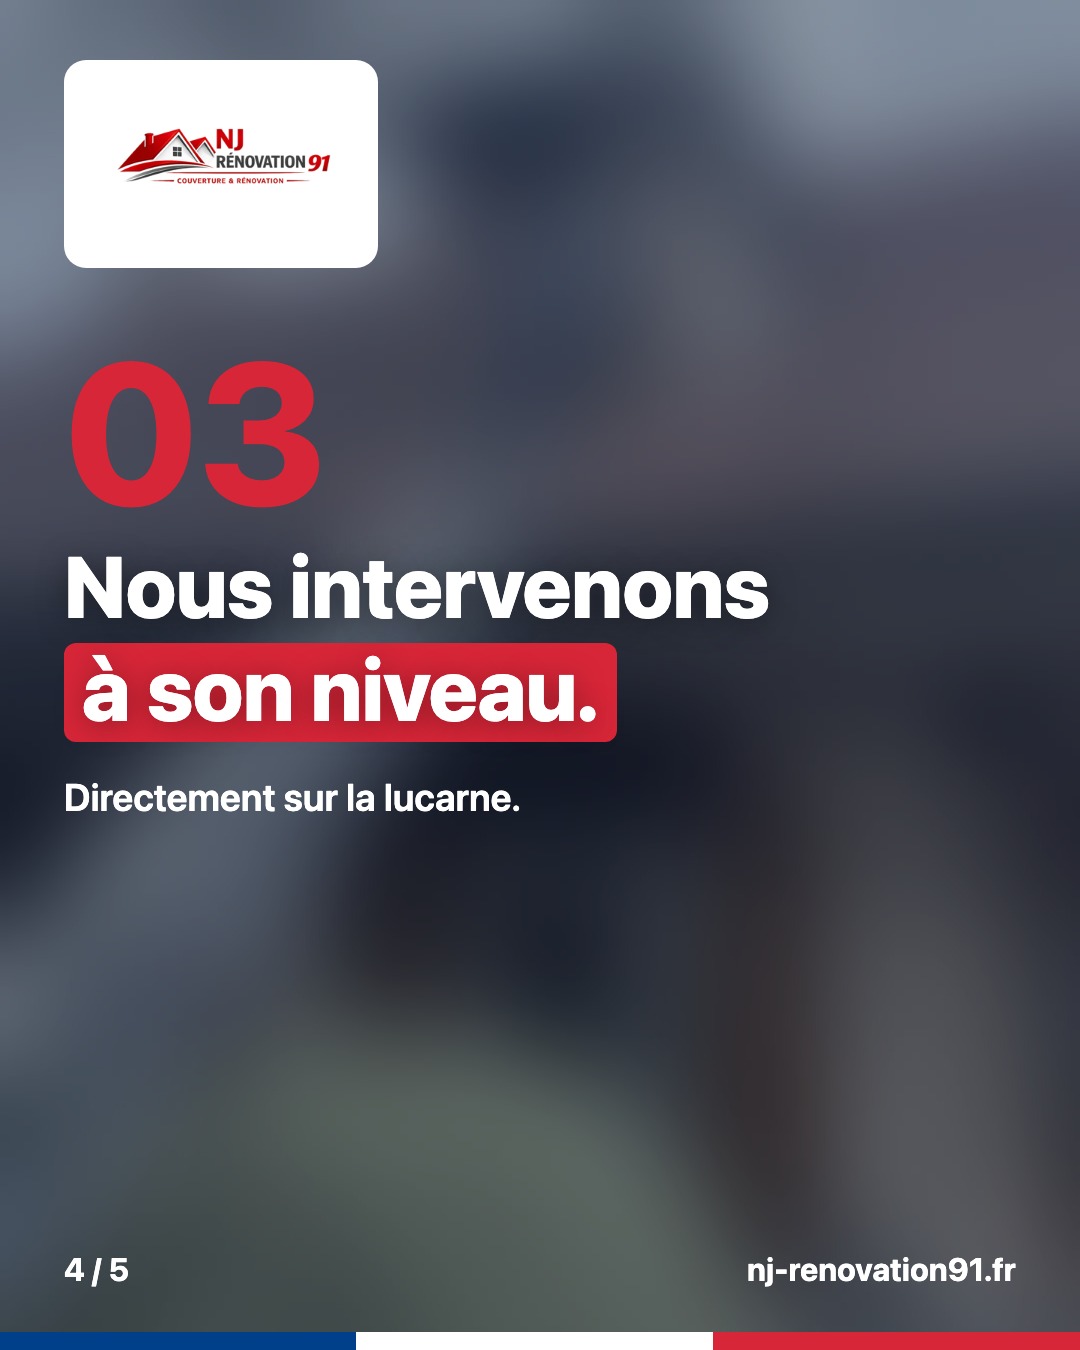 NJ
RÉNOVATION 91
COUVERTURE & RÉNOVATION
03
Nous intervenons
à son niveau.
Directement sur la lucarne.
4 / 5
nj-renovation91.fr